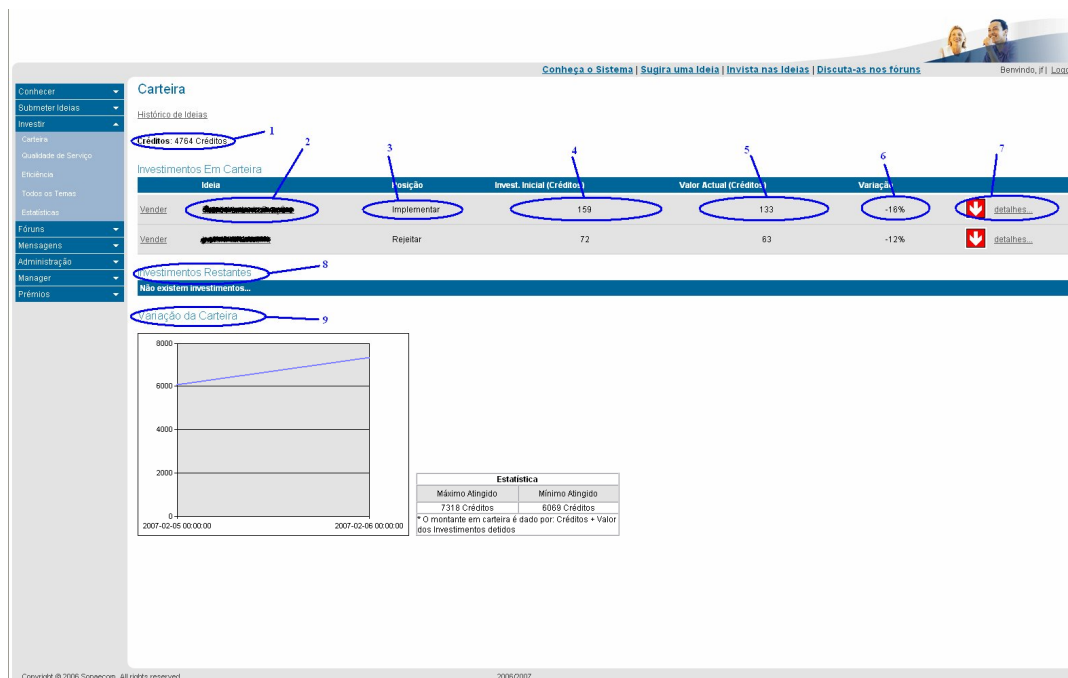 Conheça o Sistema | Sugira uma Ideia | Invista nas Ideias | Discuta-as nos fóruns
Benvindo, jf |
Conhecer
Submeter Ideias
Investir
Carteira
Qualidade de Serviço
Eficiência
Todos os Temas
Estatísticas
Fóruns
Mensagens
Administração
Manager
Prémios
Carteira
Histórico de Ideias
1
Créditos: 4764 Créditos
2
3
4
5
6
7
Investimentos Em Carteira
Ideia Posição Invest. Inicial (Créditos) Valor Actual (Créditos) Variação
Vender Implementar 159 133 -16% detalhes...
Vender Rejeitar 72 63 -12% detalhes...
8
Investimentos Restantes
Não existem investimentos...
Variação da Carteira
9
8000
6000
4000
2000
0
2007-02-05 00:00:00 2007-02-06 00:00:00
Estatística
Máximo Atingido Mínimo Atingido
7318 Créditos 6069 Créditos
* O montante em carteira é dado por: Créditos + Valor
dos Investimentos detidos
Copyright @ 2006 Sonaecom. All rights reserved
2006/2007